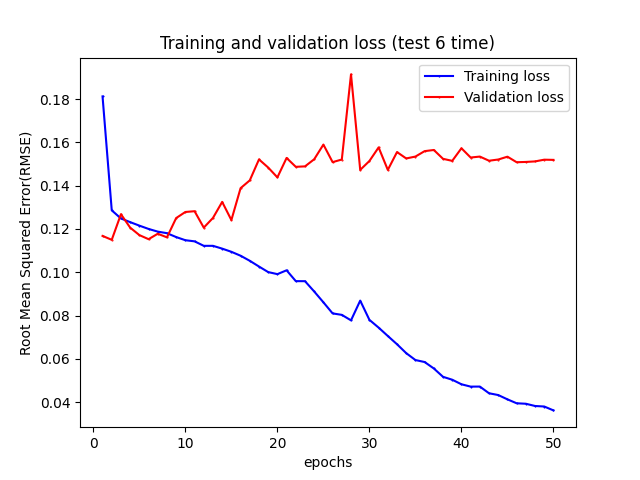 Training and validation loss (test 6 time)
Training loss
Validation loss
Root Mean Squared Error(RMSE)
0.18
0.16
0.14
0.12
0.10
0.08
0.06
0.04
0 10 20 30 40 50
epochs